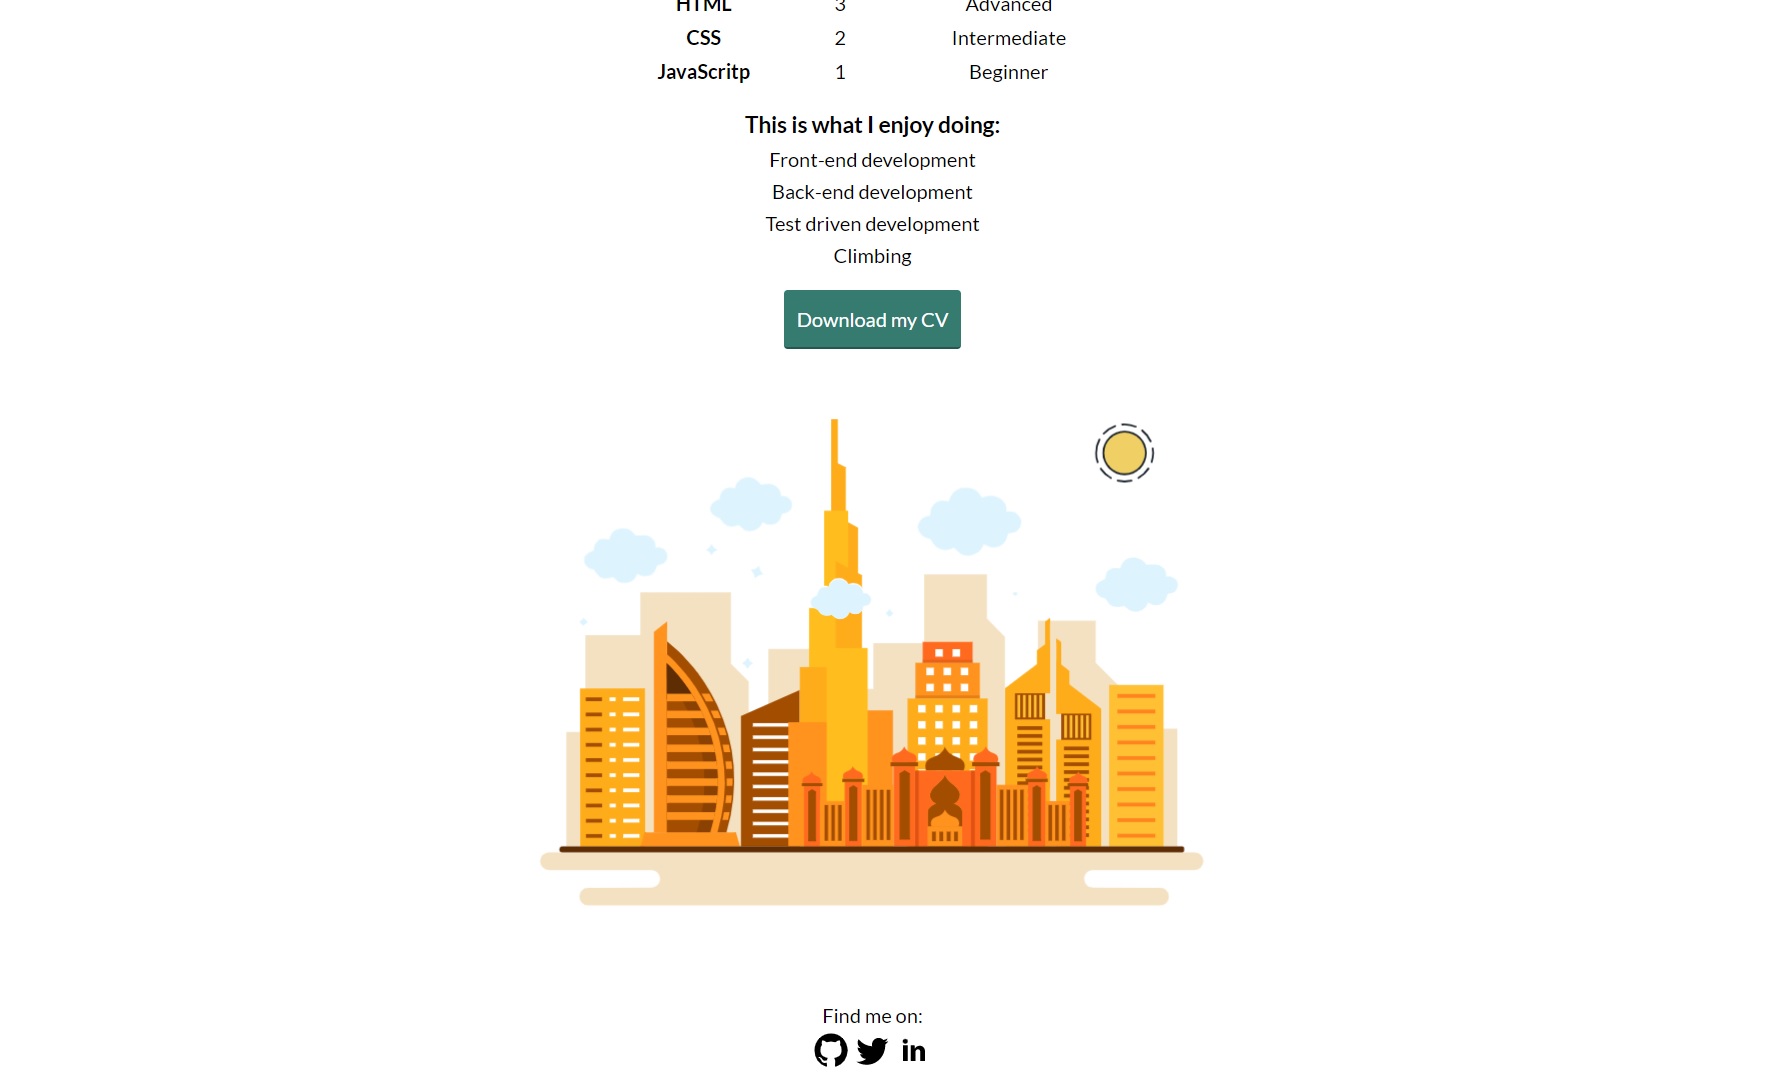 HTML 3 Advanced
CSS 2 Intermediate
JavaScritp 1 Beginner
This is what I enjoy doing:
Front-end development
Back-end development
Test driven development
Climbing
Download my CV
Find me on:
in